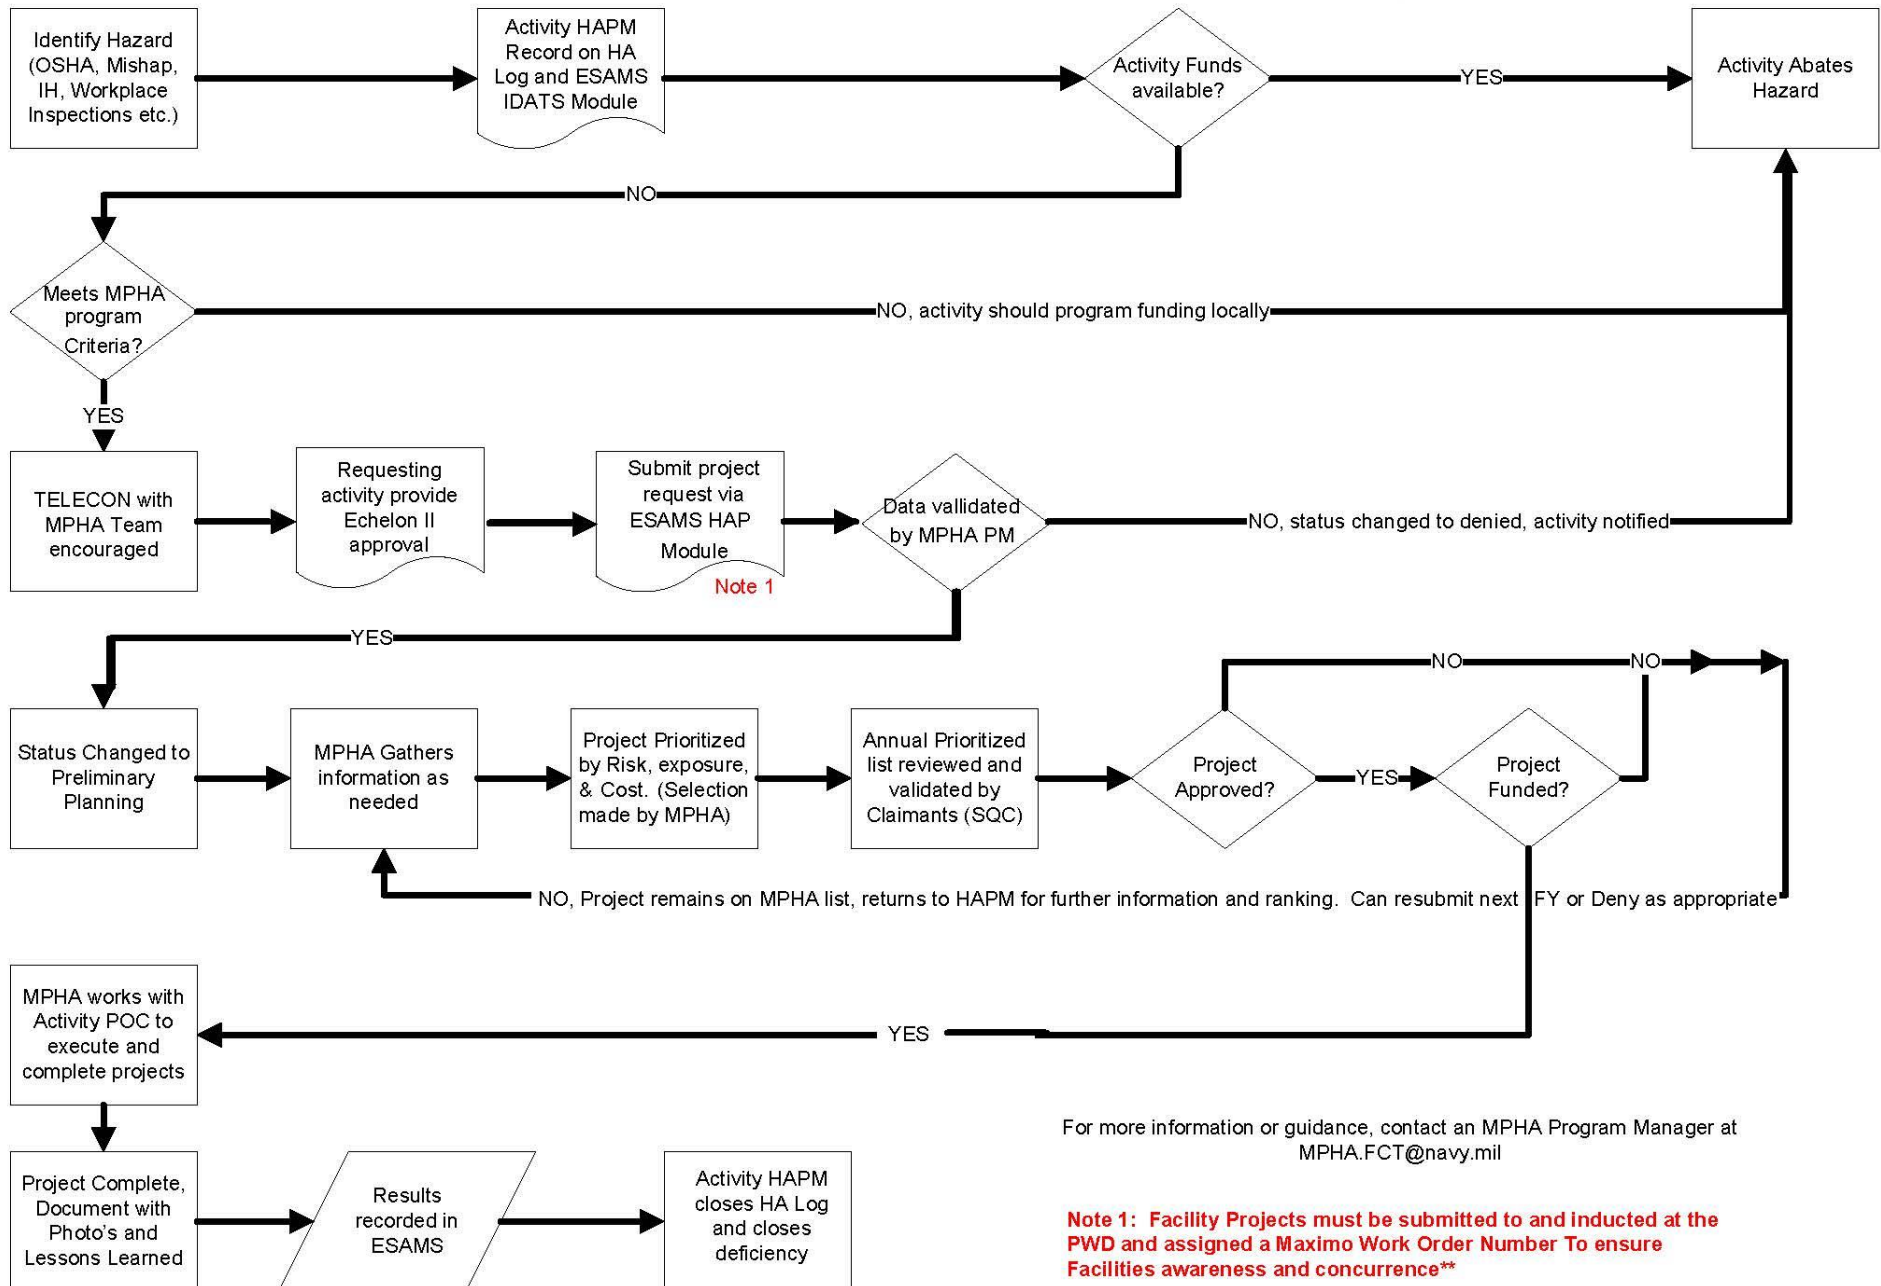 Identify Hazard
(OSHA, Mishap,
IH, Workplace
Inspections etc.)
Activity HAPM
Record on HA
Log and ESAMS
IDATS Module
Activity Funds
available?
YES
Activity Abates
Hazard
NO
Meets MPHA
program
Criteria?
NO, activity should program funding locally
YES
TELECON with
MPHA Team
encouraged
Requesting
activity provide
Echelon II
approval
Submit project
request via
ESAMS HAP
Module
Note 1
Data vallidated
by MPHA PM
NO, status changed to denied, activity notified
YES
NO
NO
Status Changed to
Preliminary
Planning
MPHA Gathers
information as
needed
Project Prioritized
by Risk, exposure,
& Cost. (Selection
made by MPHA)
Annual Prioritized
list reviewed and
validated by
Claimants (SQC)
Project
Approved?
YES
Project
Funded?
NO, Project remains on MPHA list, returns to HAPM for further information and ranking. Can resubmit next FY or Deny as appropriate
MPHA works with
Activity POC to
execute and
complete projects
YES
Project Complete,
Document with
Photo's and
Lessons Learned
Results
recorded in
ESAMS
Activity HAPM
closes HA Log
and closes
deficiency
For more information or guidance, contact an MPHA Program Manager at
MPHA.FCT@navy.mil
Note 1: Facility Projects must be submitted to and inducted at the
PWD and assigned a Maximo Work Order Number To ensure
Facilities awareness and concurrence**